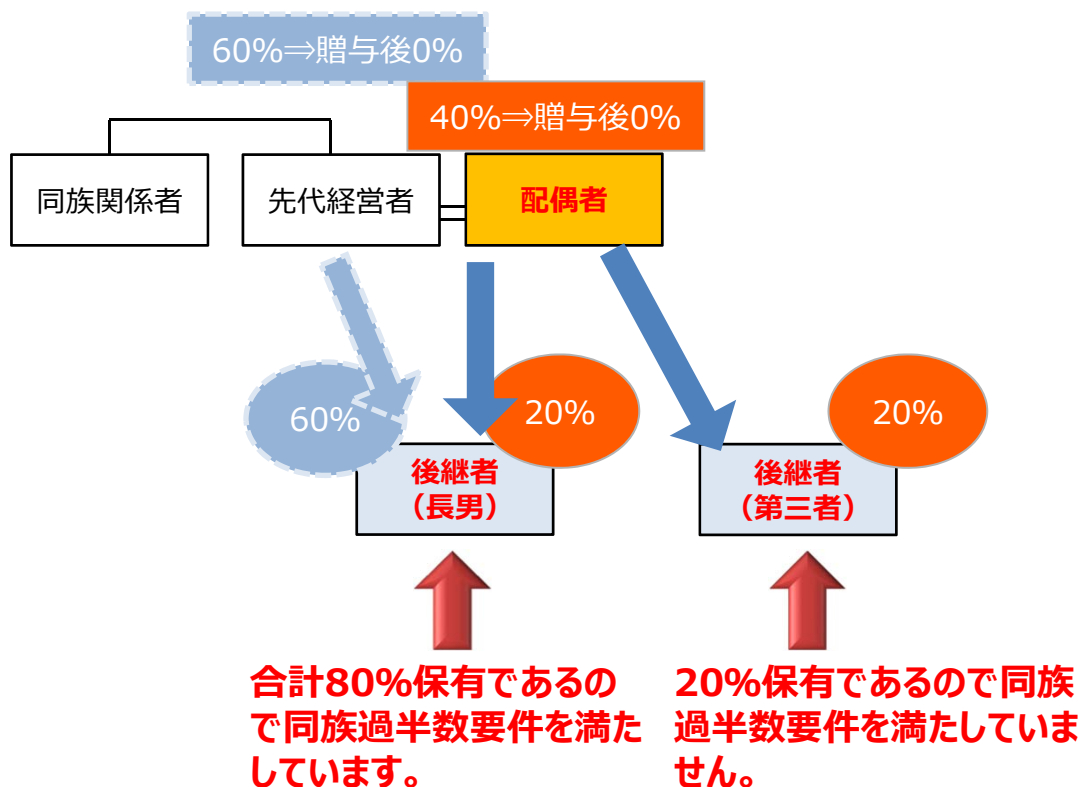 60%⇒贈与後0%
40%⇒贈与後0%
同族関係者
先代経営者
配偶者
60%
20%
20%
後継者
（長男）
後継者
（第三者）
合計80%保有であるの
で同族過半数要件を満た
しています。
20%保有であるので同族
過半数要件を満たしていま
せん。